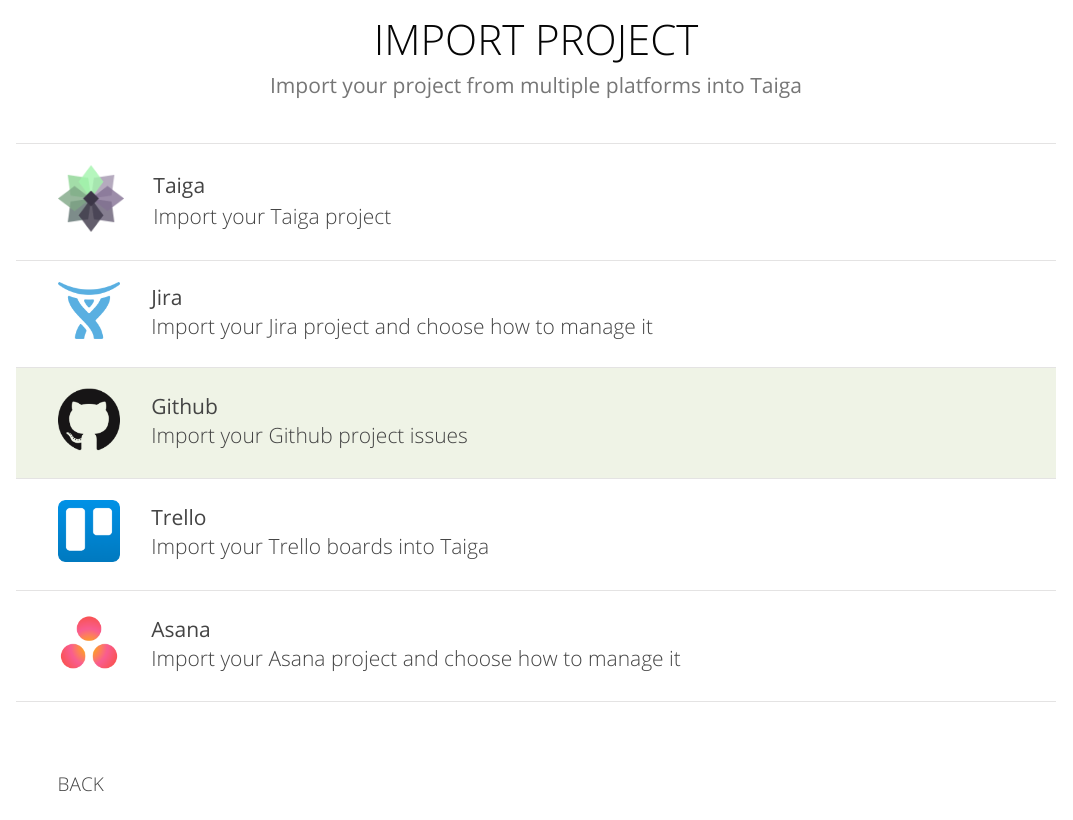 IMPORT PROJECT
Import your project from multiple platforms into Taiga
Taiga
Import your Taiga project
Jira
Import your Jira project and choose how to manage it
Github
Import your Github project issues
Trello
Import your Trello boards into Taiga
Asana
Import your Asana project and choose how to manage it
BACK